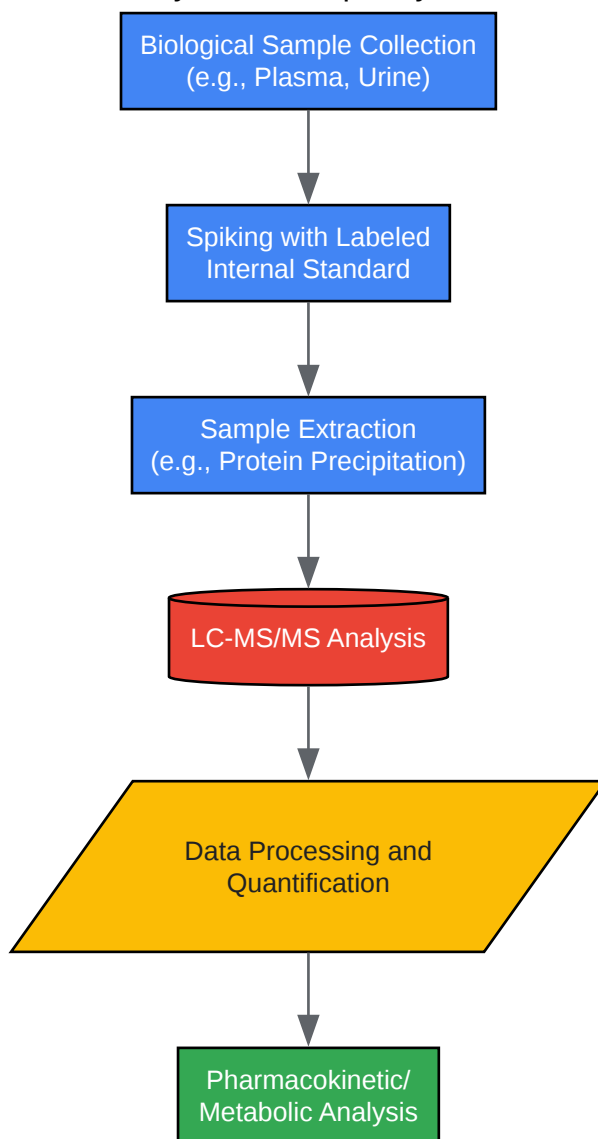 Biological Sample Collection
(e.g., Plasma, Urine)
Spiking with Labeled
Internal Standard
Sample Extraction
(e.g., Protein Precipitation)
LC-MS/MS Analysis
Data Processing and
Quantification
Pharmacokinetic/
Metabolic Analysis